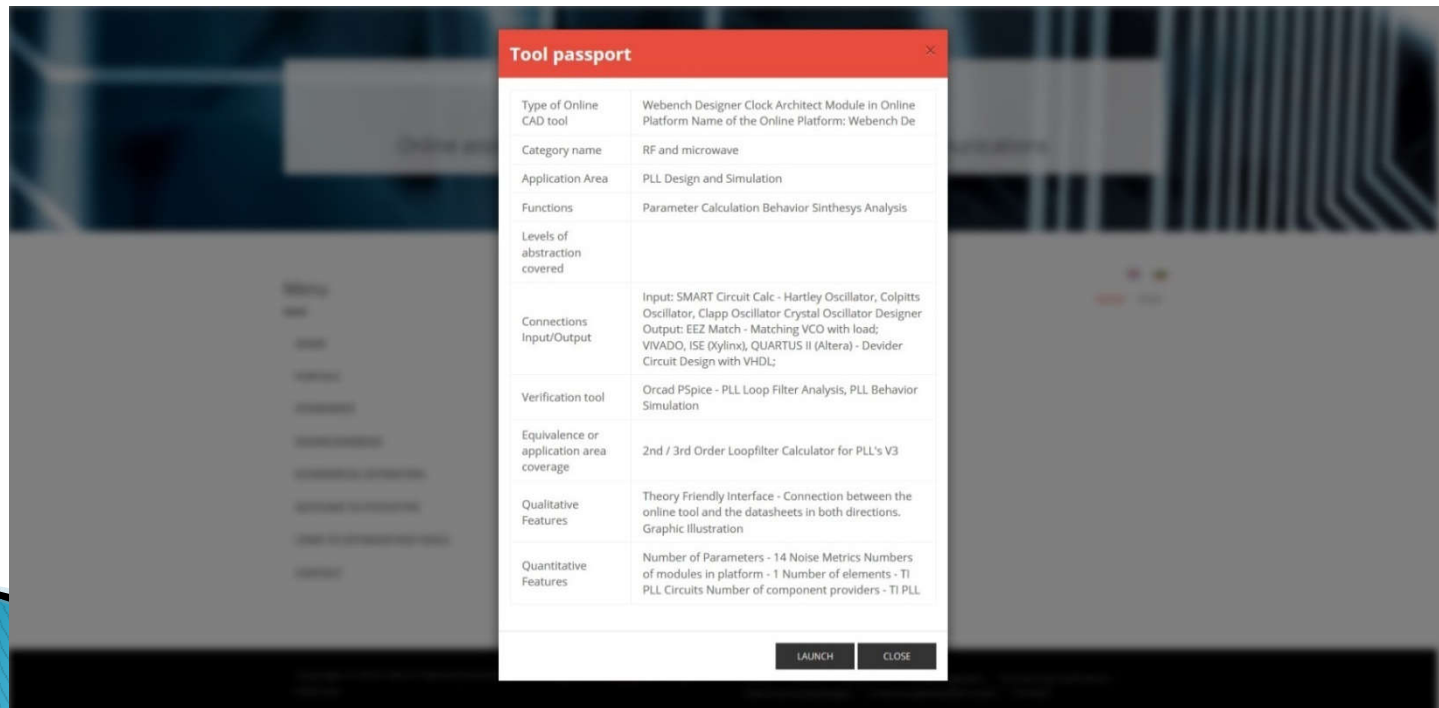 Tool passport
×
Type of Online
CAD tool
Webench Designer Clock Architect Module in Online
Platform Name of the Online Platform: Webench De
Category name
RF and microwave
Application Area
PLL Design and Simulation
Functions
Parameter Calculation Behavior Sinthesys Analysis
Levels of
abstraction
covered
Connections
Input/Output
Input: SMART Circuit Calc - Hartley Oscillator, Colpitts
Oscillator, Clapp Oscillator Crystal Oscillator Designer
Output: EEZ Match - Matching VCO with load;
VIVADO, ISE (Xylinx), QUARTUS II (Altera) - Devider
Circuit Design with VHDL;
Verification tool
Orcad PSpice - PLL Loop Filter Analysis, PLL Behavior
Simulation
Equivalence or
application area
coverage
2nd / 3rd Order Loopfilter Calculator for PLL's V3
Qualitative
Features
Theory Friendly Interface - Connection between the
online tool and the datasheets in both directions.
Graphic Illustration
Quantitative
Features
Number of Parameters - 14 Noise Metrics Numbers
of modules in platform - 1 Number of elements - TI
PLL Circuits Number of component providers - TI PLL
LAUNCH
CLOSE
Menu